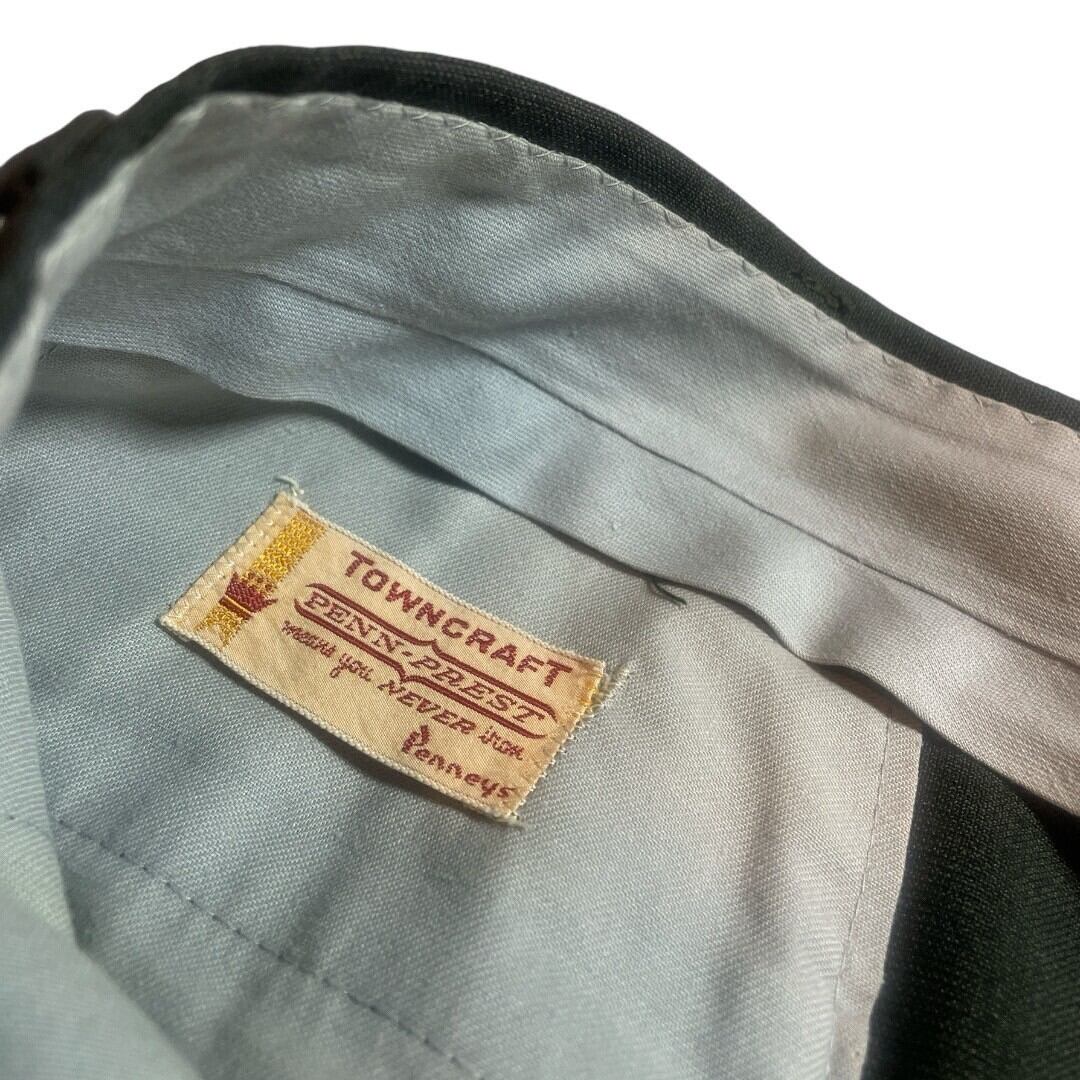 TOWNCRAFT
PENN-PREST
means you NEVER iron
Penneys